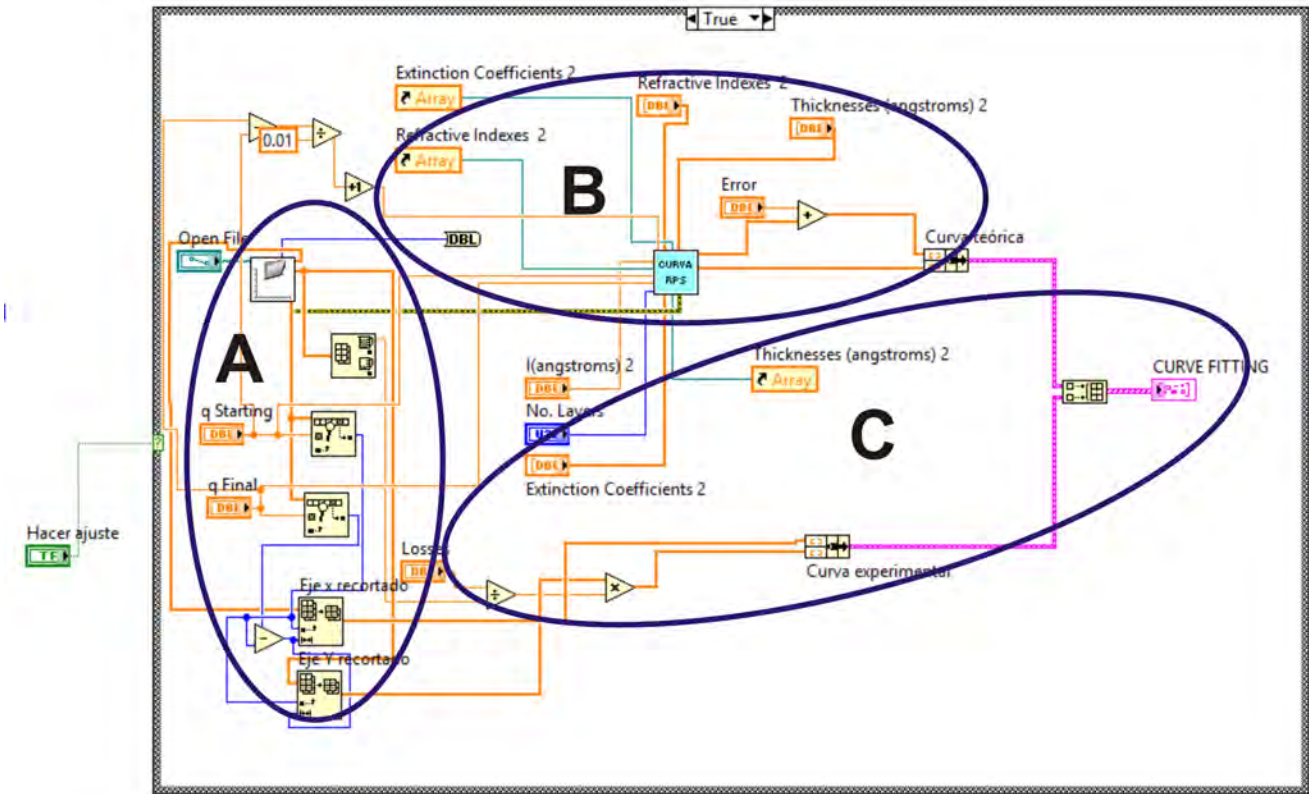 True
Extinction Coefficients 2
Array
Refractive Indexes 2
DBL
Thicknesses (angstroms) 2
DBL
0.01
Refractive Indexes 2
Array
+1
B
Error
DBL
Open File
DBL
CURVA
RPS
Curva teórica
A
l(angstroms) 2
DBL
Thicknesses (angstroms) 2
Array
CURVE FITTING
q Starting
DBL
No. Layers
C
DBL
Extinction Coefficients 2
q Final
DBL
Hacer ajuste
TF
Losses
Curva experimental
Eje x recortado
Eje Y recortado